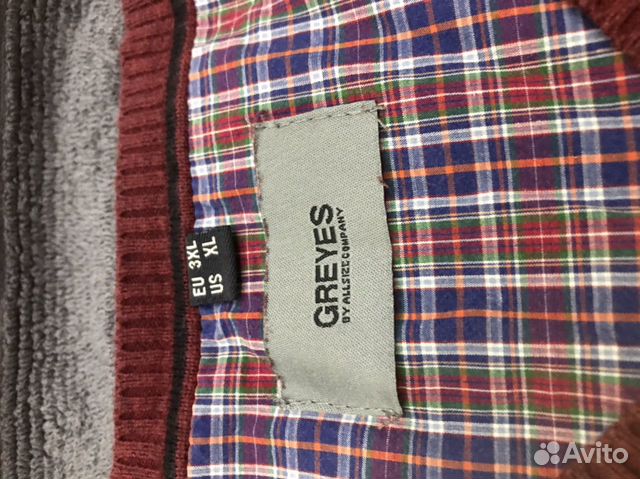 GREYES
BY ALLSIZE COMPANY
EU 3XL
US XL
Avito